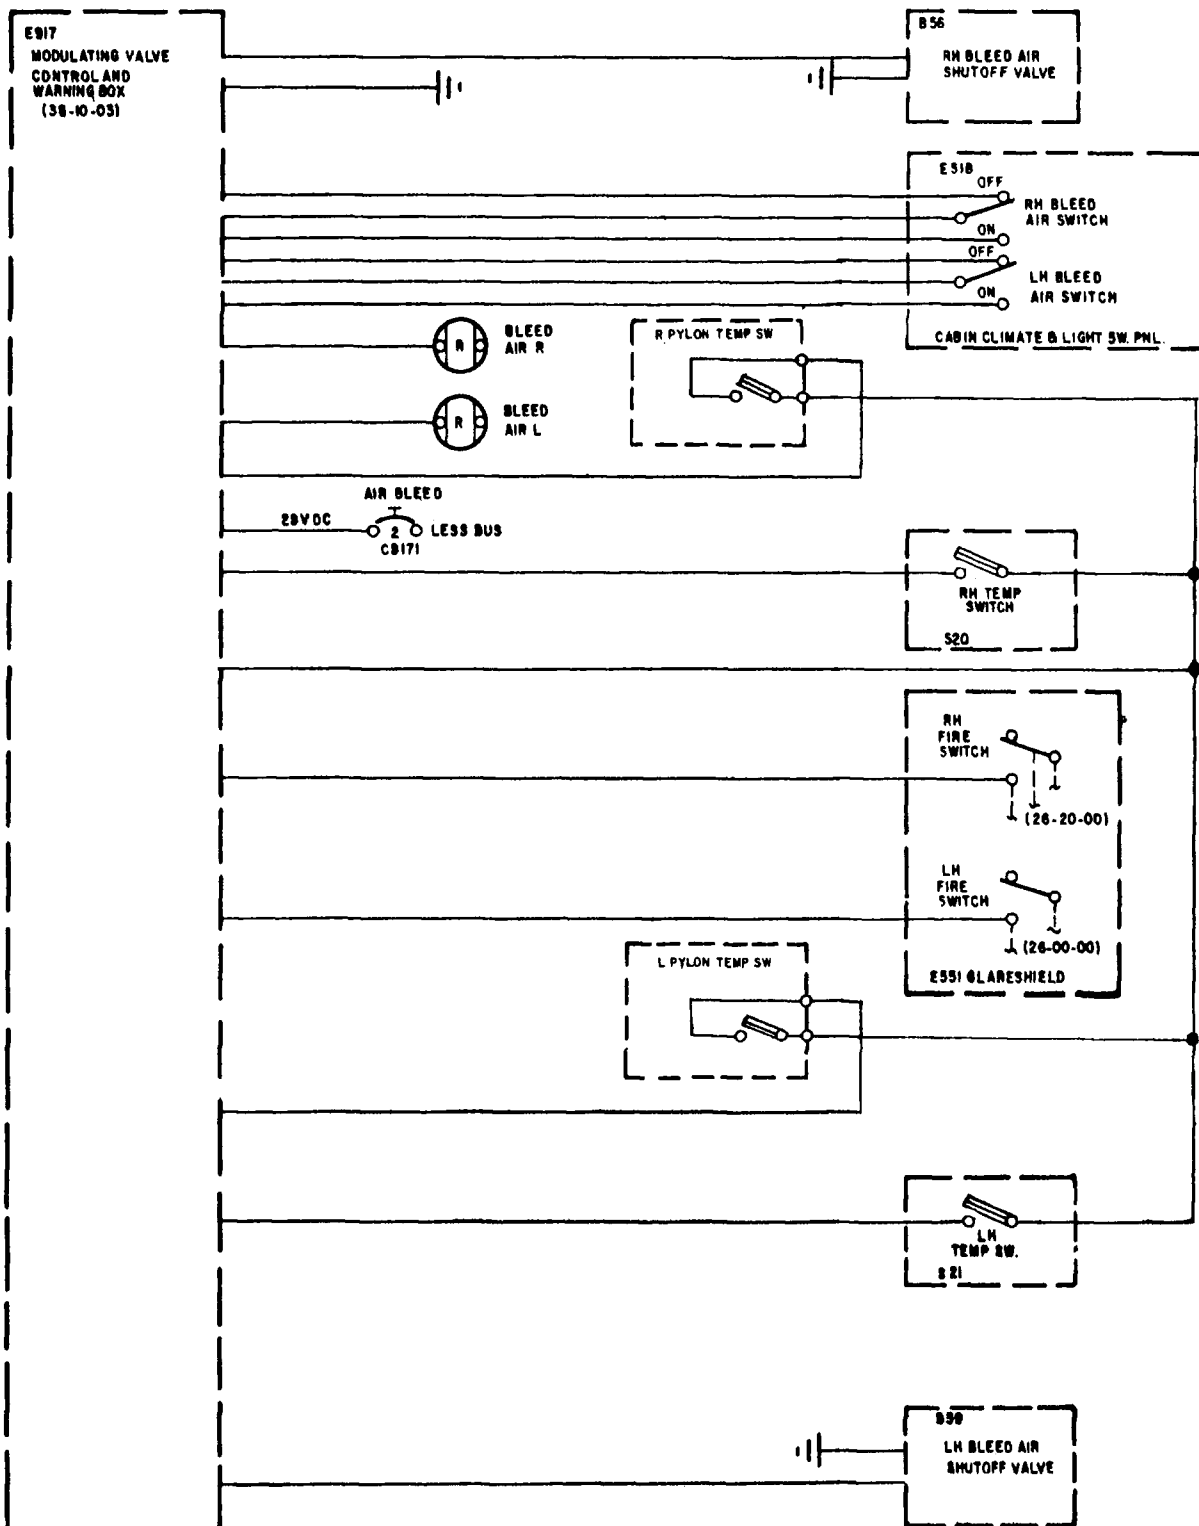 E917
MODULATING VALVE
CONTROL AND
WARNING BOX
(38-10-03)
B56
RH BLEED AIR
SHUTOFF VALVE
E518
OFF
RH BLEED
AIR SWITCH
ON
OFF
LH BLEED
AIR SWITCH
ON
CABIN CLIMATE & LIGHT SW. PNL.
R
BLEED
AIR R
R PYLON TEMP SW
R
BLEED
AIR L
AIR BLEED
28VDC
2
LESS BUS
CB171
RH TEMP
SWITCH
S20
RH
FIRE
SWITCH
(26-20-00)
LH
FIRE
SWITCH
(26-00-00)
E551 GLARESHIELD
L PYLON TEMP SW
LH
TEMP SW.
S21
LH BLEED AIR
SHUTOFF VALVE